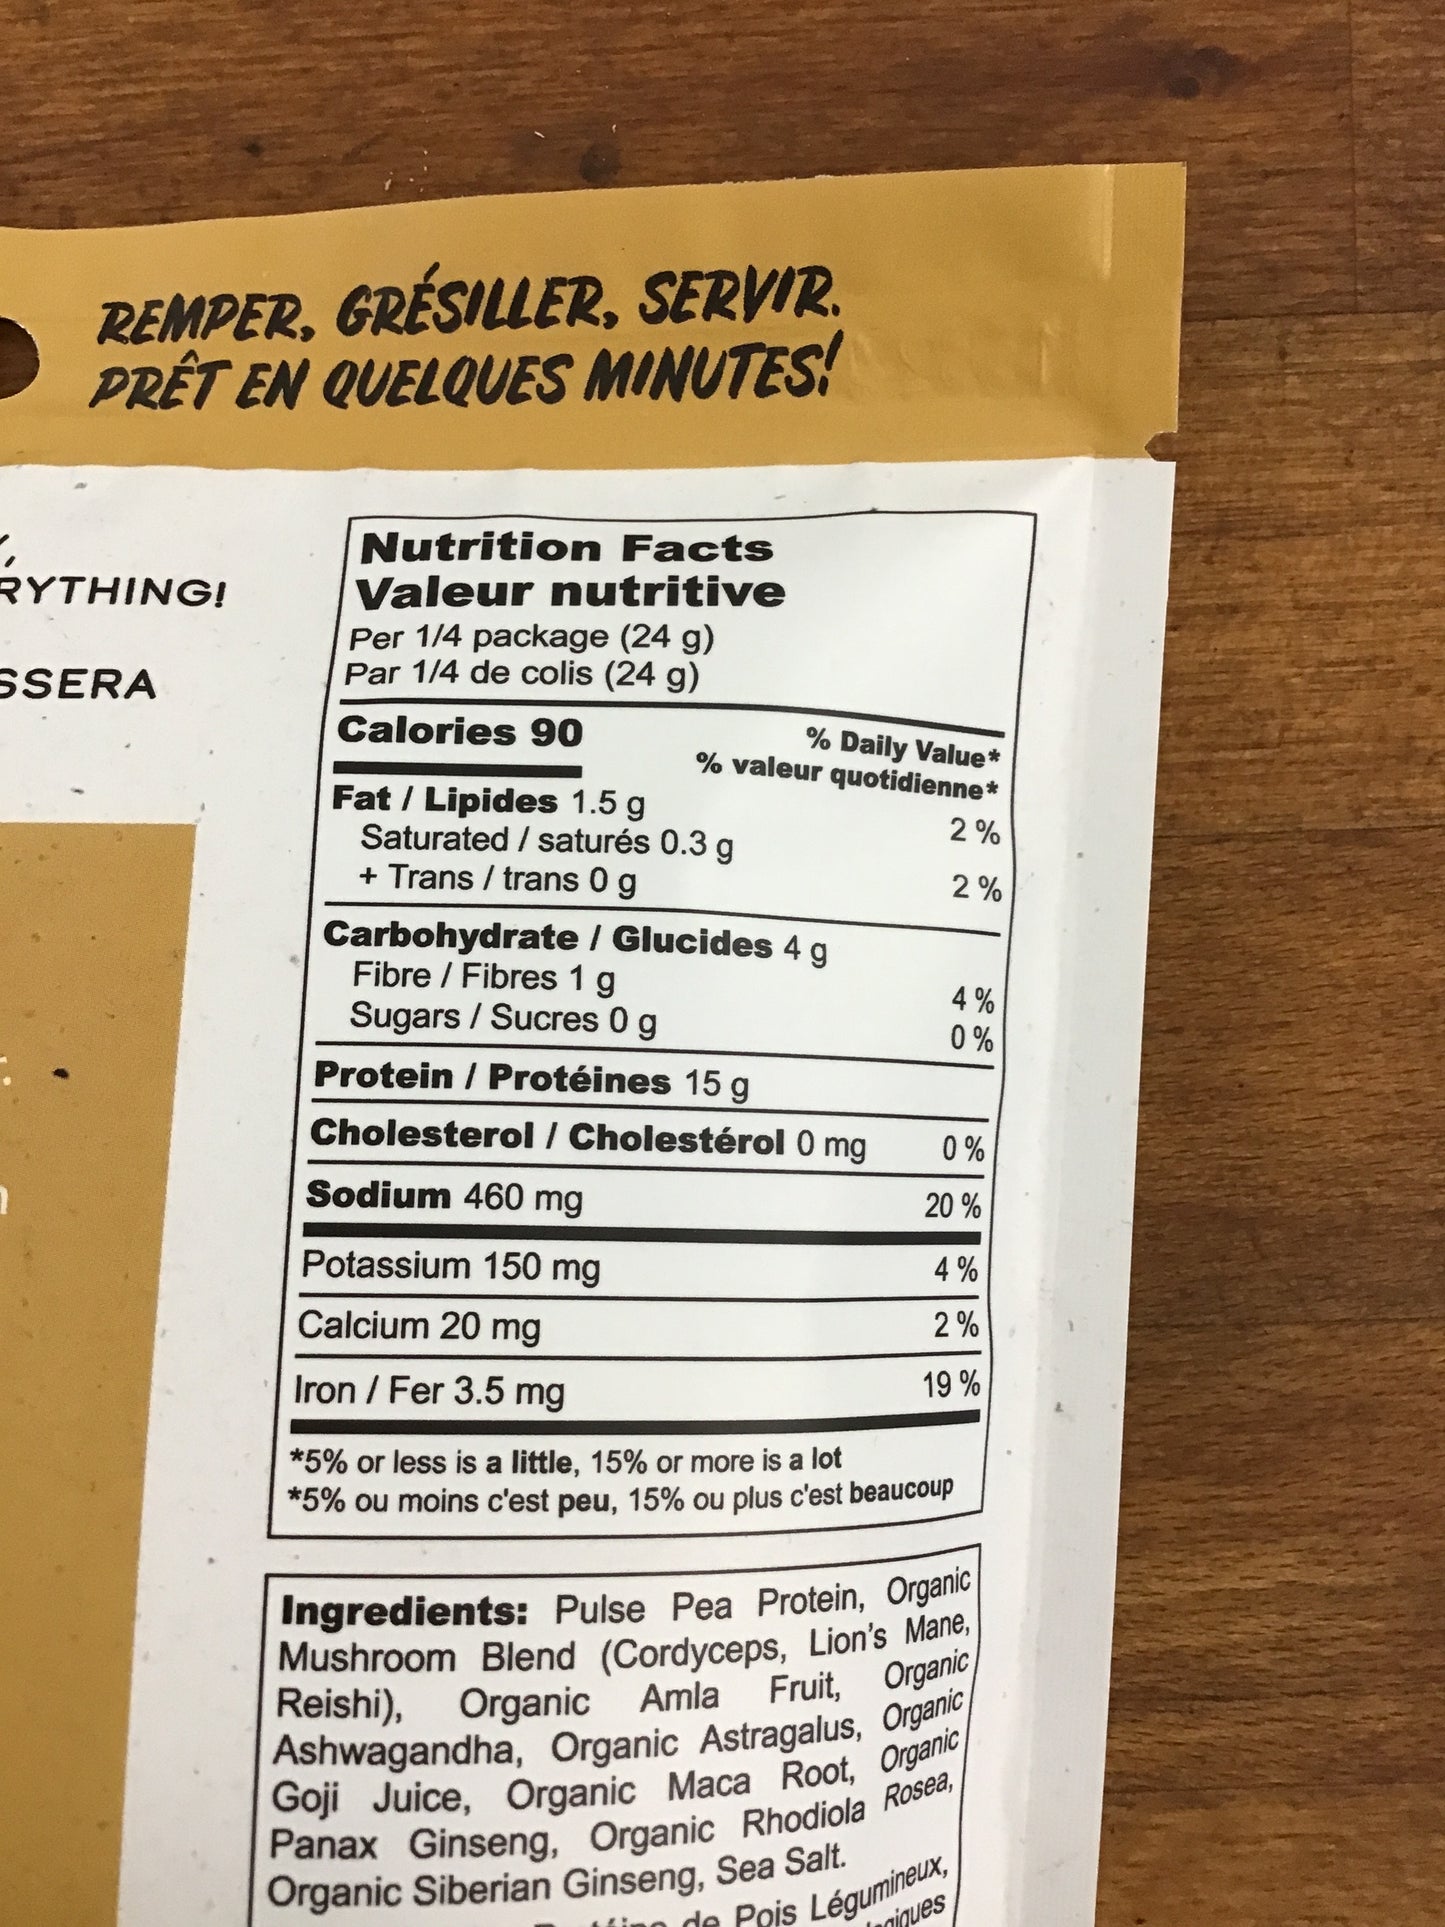 REMPER, GRÉSILLER, SERVIR.
PRÊT EN QUELQUES MINUTES!
RYTHING!
SSERA
Nutrition Facts
Valeur nutritive
Per 1/4 package (24 g)
Par 1/4 de colis (24 g)
Calories 90
% Daily Value*
% valeur quotidienne*
Fat / Lipides 1.5 g 2 %
Saturated / saturés 0.3 g
+ Trans / trans 0 g 2 %
Carbohydrate / Glucides 4 g
Fibre / Fibres 1 g 4 %
Sugars / Sucres 0 g 0 %
Protein / Protéines 15 g
Cholesterol / Cholestérol 0 mg 0 %
Sodium 460 mg 20 %
Potassium 150 mg 4 %
Calcium 20 mg 2 %
Iron / Fer 3.5 mg 19 %
*5% or less is a little, 15% or more is a lot
*5% ou moins c'est peu, 15% ou plus c'est beaucoup
Ingredients: Pulse Pea Protein, Organic
Mushroom Blend (Cordyceps, Lion's Mane,
Reishi), Organic Amla Fruit, Organic
Ashwagandha, Organic Astragalus, Organic
Goji Juice, Organic Maca Root, Organic
Panax Ginseng, Organic Rhodiola Rosea,
Organic Siberian Ginseng, Sea Salt.
de Pois Légumineux,